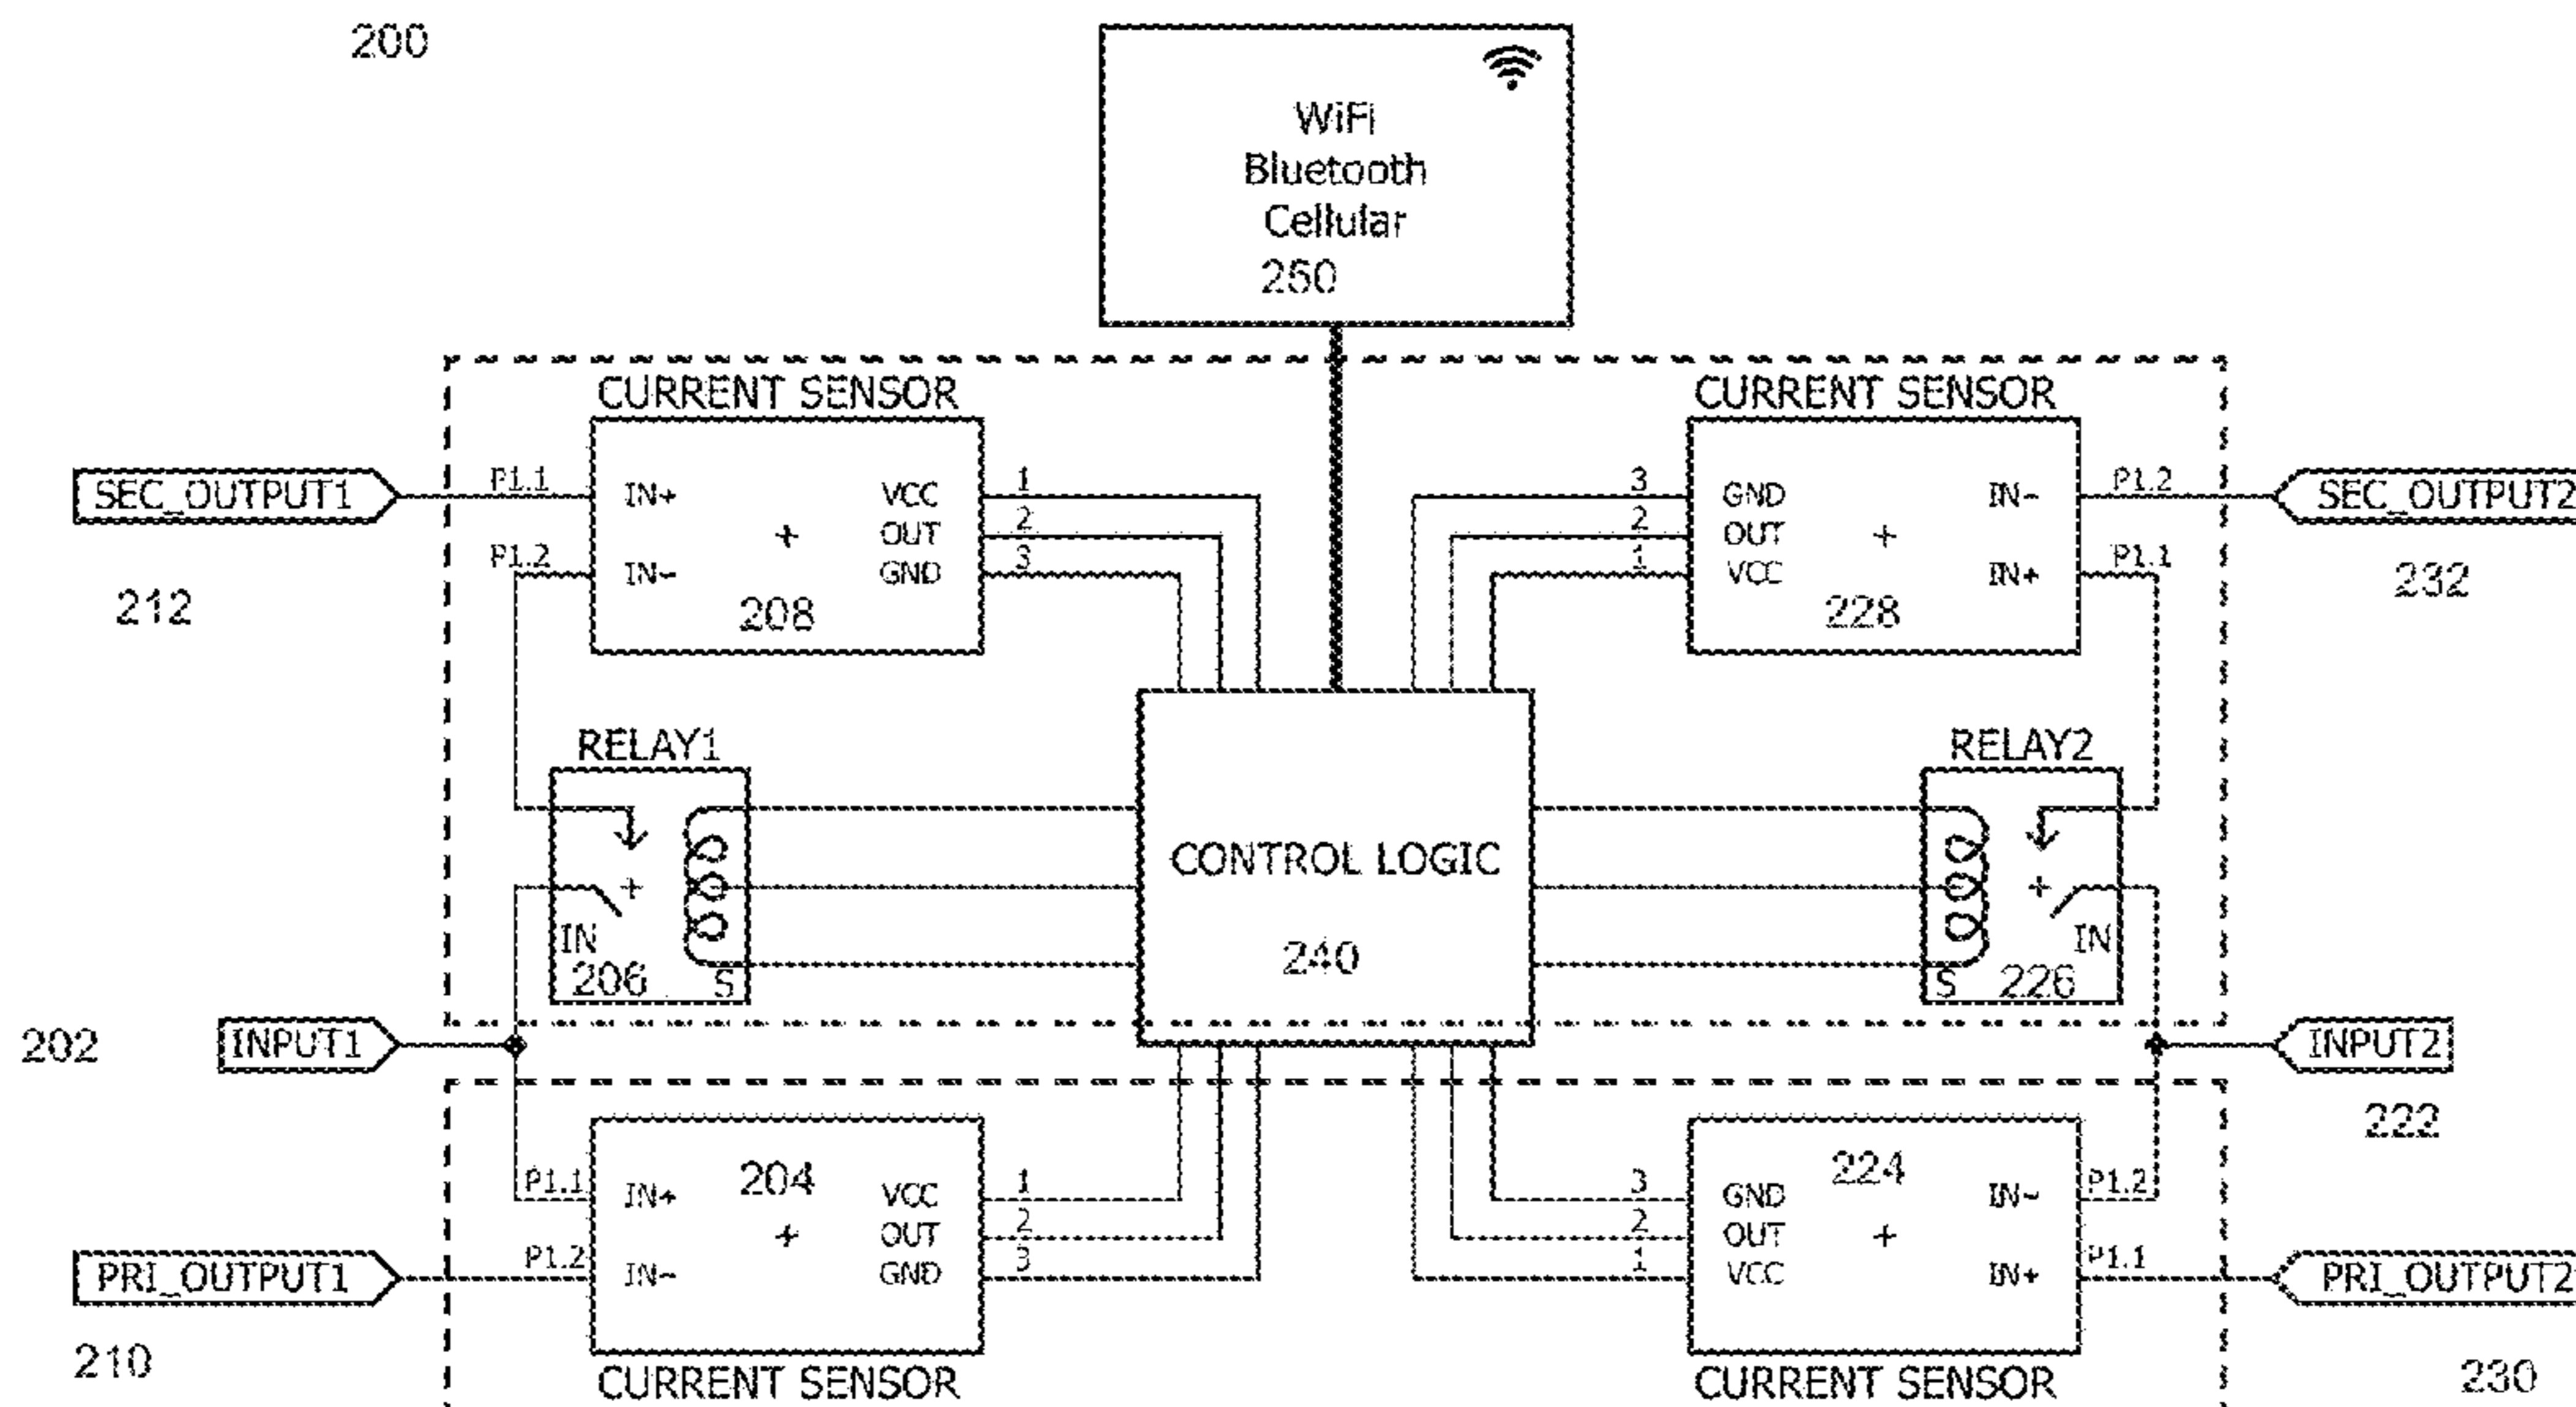 200
WiFi
Bluetooth
Cellular
250
CURRENT SENSOR
CURRENT SENSOR
SEC_OUTPUT1
P1.1
IN+
VCC
1
P1.2
IN-
+
OUT
2
GND
3
208
212
3
GND
IN-
P1.2
SEC_OUTPUT2
2
OUT
+
1
VCC
IN+
P1.1
228
232
RELAY1
+
IN
206
S
CONTROL LOGIC
240
RELAY2
+
IN
S
226
202
INPUT1
INPUT2
222
P1.1
IN+
204
VCC
1
+
OUT
2
P1.2
IN-
GND
3
PRI_OUTPUT1
210
CURRENT SENSOR
3
GND
224
IN-
P1.2
2
OUT
+
1
VCC
IN+
P1.1
PRI_OUTPUT2
230
CURRENT SENSOR